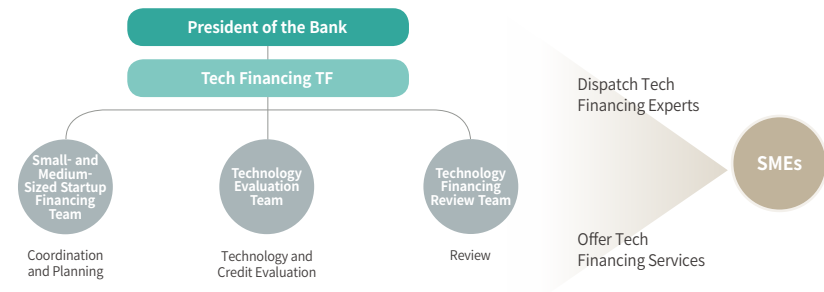 President of the Bank
Tech Financing TF
Small- and
Medium-
Sized Startup
Financing
Team
Technology
Evaluation
Team
Technology
Financing
Review Team
Coordination
and Planning
Technology and
Credit Evaluation
Review
Dispatch Tech
Financing Experts
Offer Tech
Financing Services
SMEs